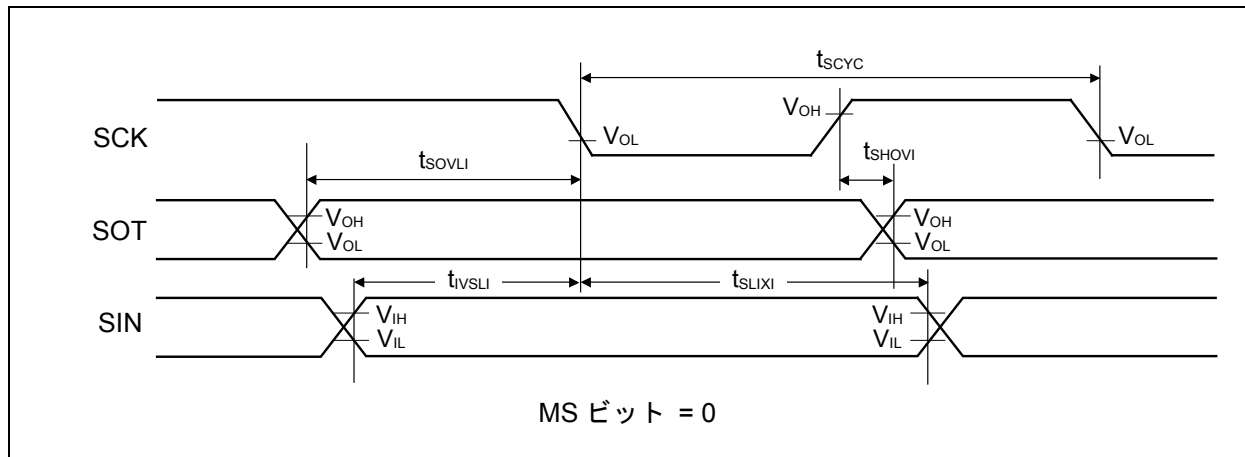 tSCYC
VOH
SCK
VOL
VOL
tSHOVI
tSOVLI
SOT
VOH
VOL
VOH
VOL
tIVSLI
tSLIXI
SIN
VIH
VIL
VIH
VIL
MS ビット = 0